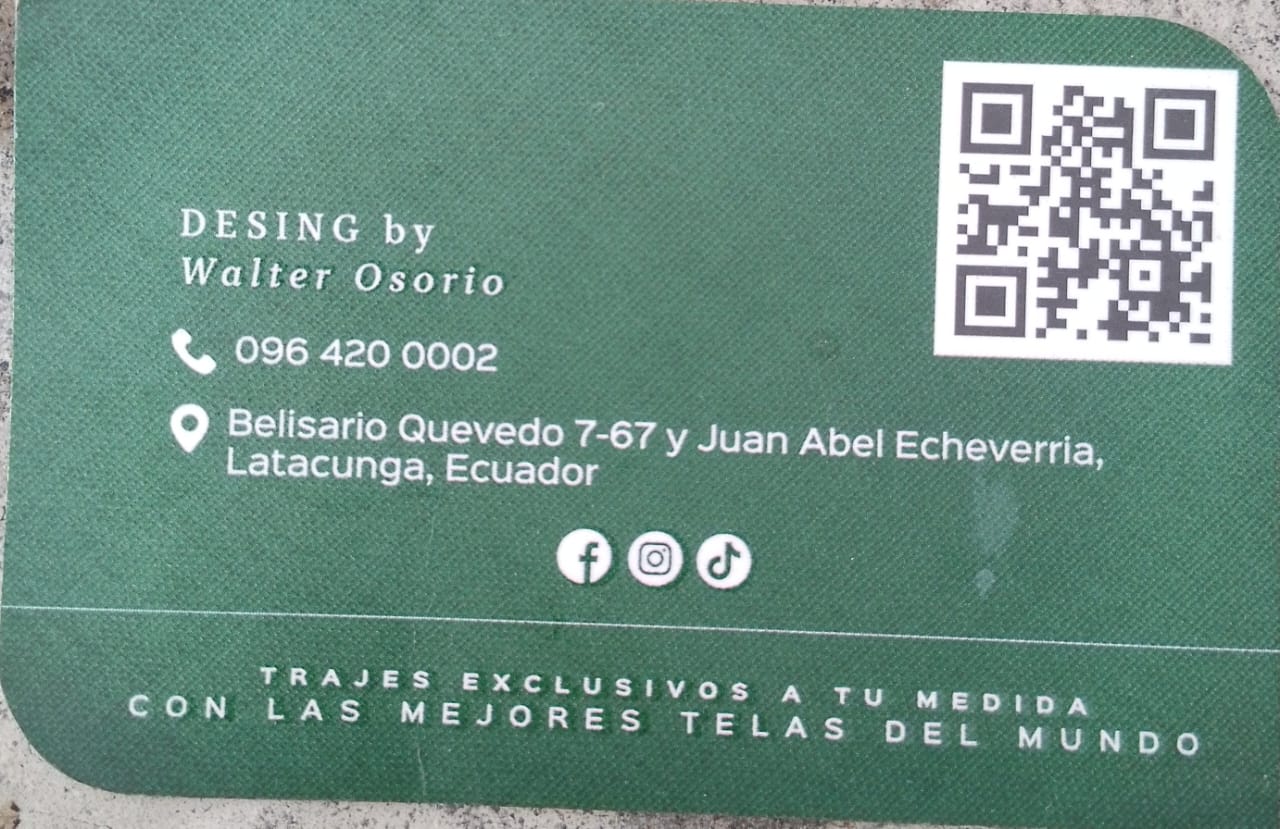 DESING by
Walter Osorio
096 420 0002
Belisario Quevedo 7-67 y Juan Abel Echeverria,
Latacunga, Ecuador
TRAJES EXCLUSIVOS A TU MEDIDA
CON LAS MEJORES TELAS DEL MUNDO